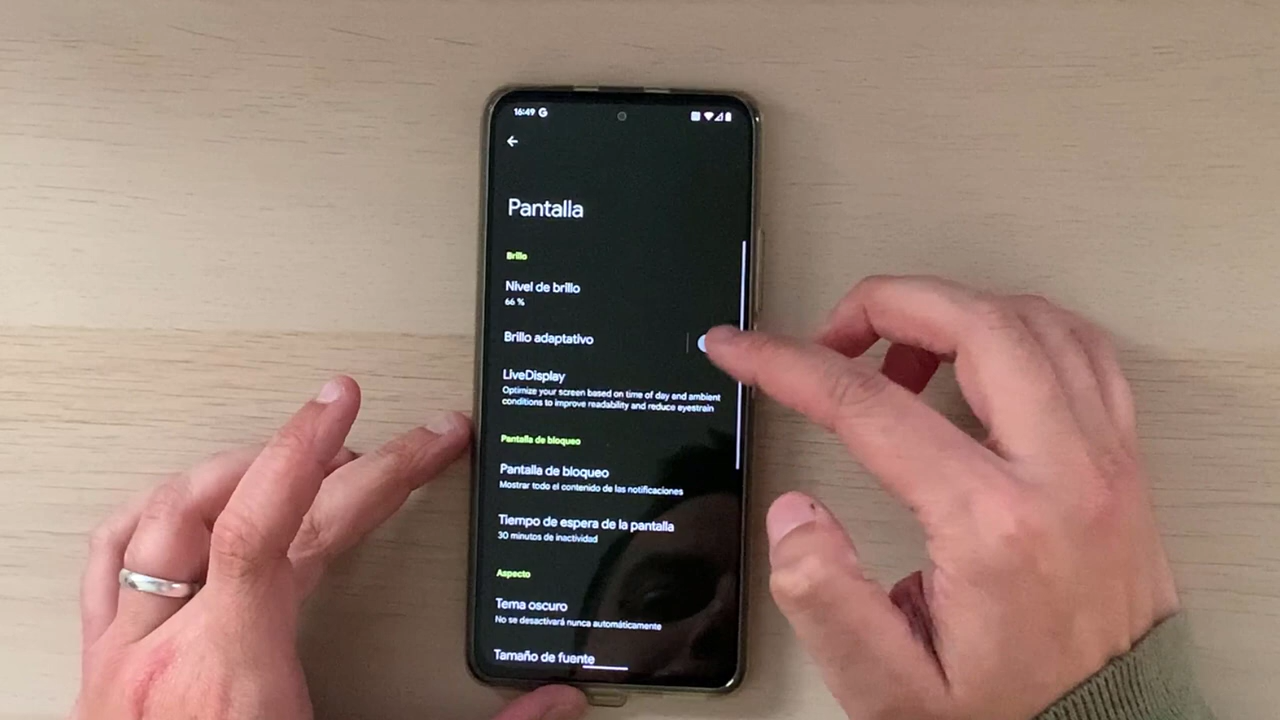 16:49 G
Pantalla
Brillo
Nivel de brillo
66 %
Brillo adaptativo
LiveDisplay
Optimize your screen based on time of day and ambient
conditions to improve readability and reduce eyestrain
Pantalla de bloqueo
Pantalla de bloqueo
Mostrar todo el contenido de las notificaciones
Tiempo de espera de la pantalla
30 minutos de inactividad
Aspecto
Tema oscuro
No se desactivará nunca automáticamente
Tamaño de fuente